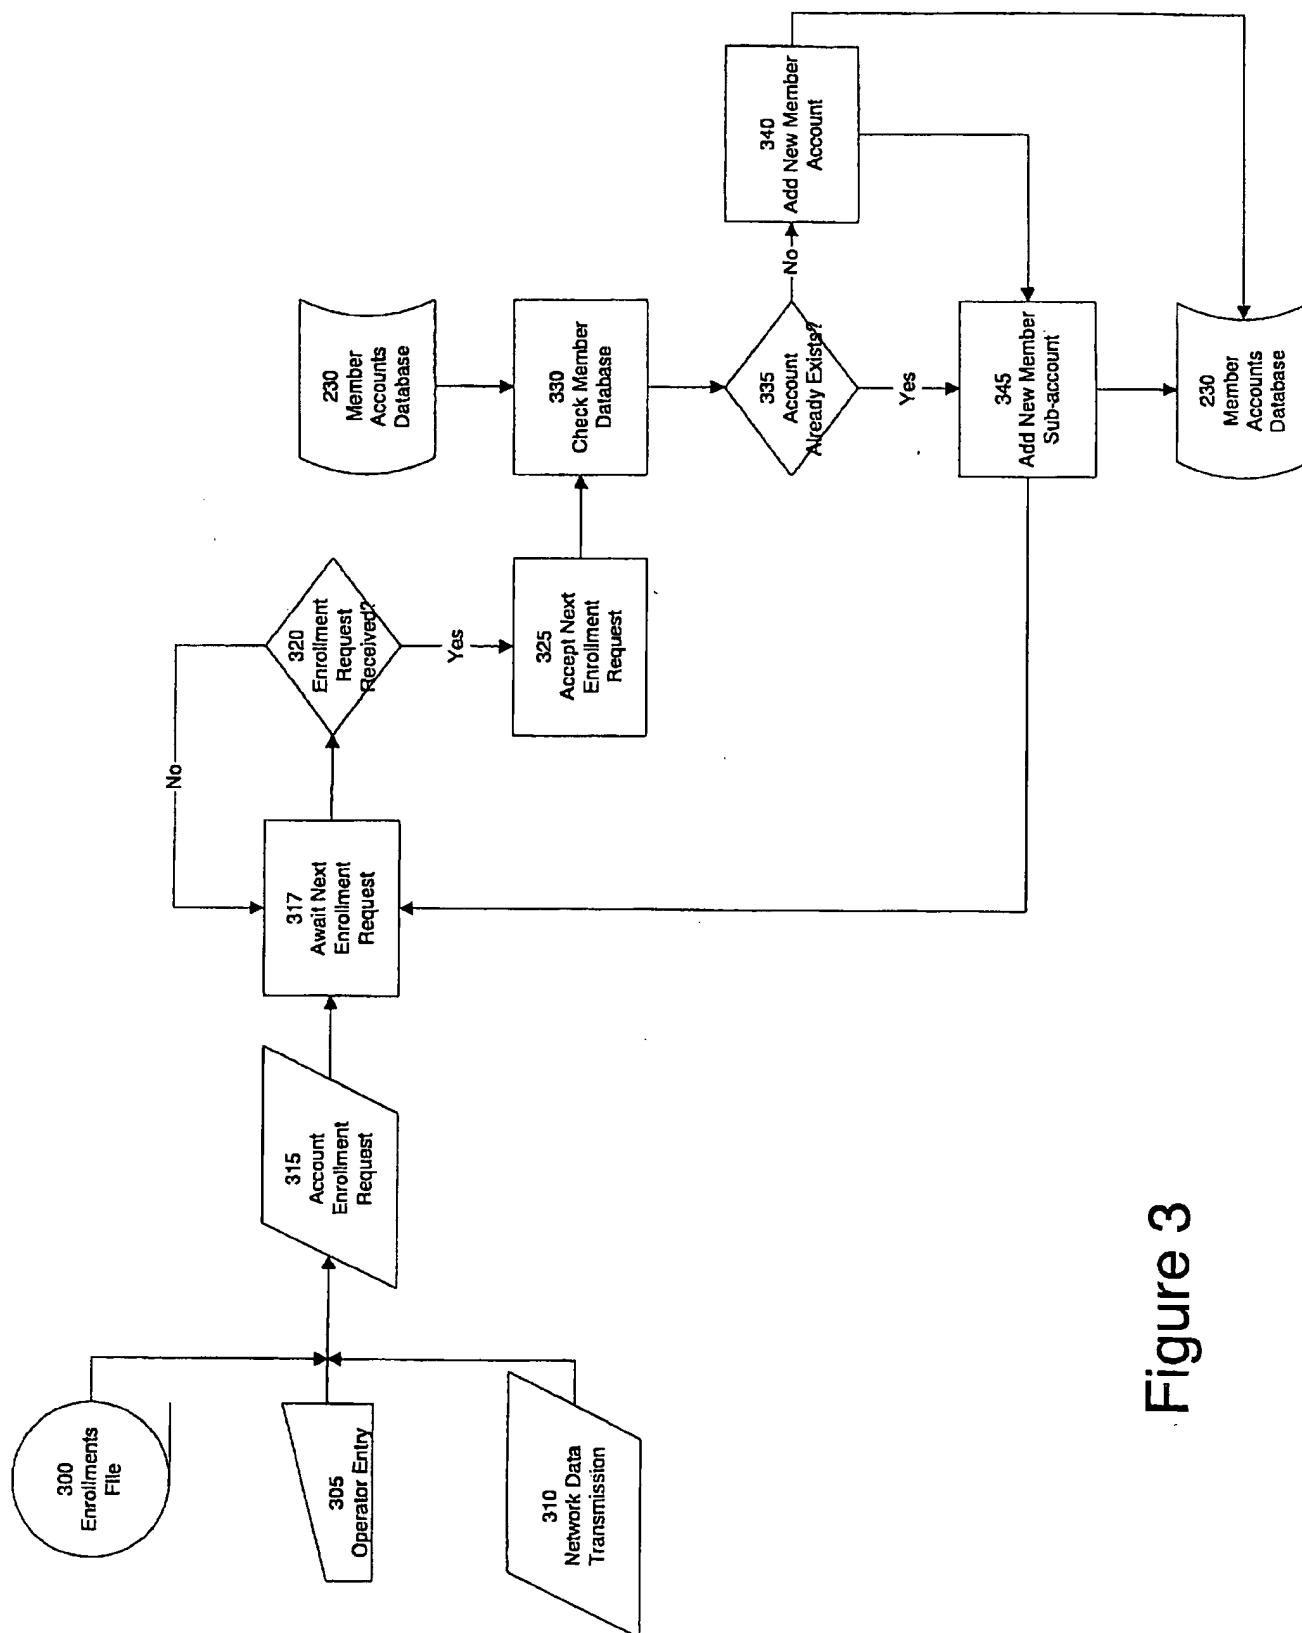 300
Enrollments
File
305
Operator Entry
310
Network Data
Transmission
315
Account
Enrollment
Request
317
Await Next
Enrollment
Request
No
320
Enrollment
Request
Received?
Yes
325
Accept Next
Enrollment
Request
230
Member
Accounts
Database
330
Check Member
Database
335
Account
Already Exists?
No
340
Add New Member
Account
Yes
345
Add New Member
Sub-account
230
Member
Accounts
Database
Figure 3